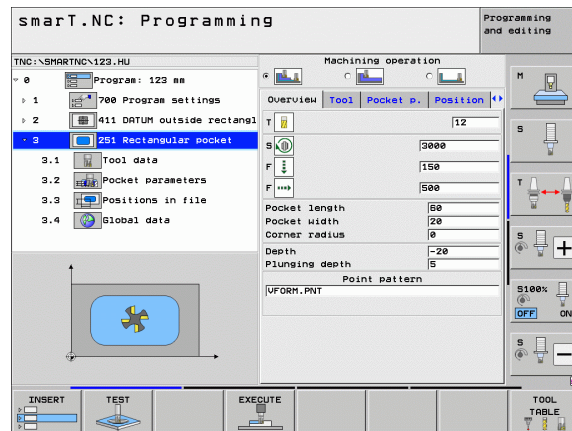 smarT.NC: Programming
Programming
and editing
TNC:\SMARTNC\123.HU
0 Program: 123 mm
1 700 Program settings
2 411 DATUM outside rectangl
3 251 Rectangular pocket
3.1 Tool data
3.2 Pocket parameters
3.3 Positions in file
3.4 Global data
Machining operation
Overview Tool Pocket p. Position
T 12
S 3000
F 150
F 500
Pocket length 60
Pocket width 20
Corner radius 0
Depth -20
Plunging depth 5
Point pattern
VFORM.PNT
M
S
T
S
+
S100%
OFF ON
S
-
INSERT
TEST
EXECUTE
TOOL
TABLE